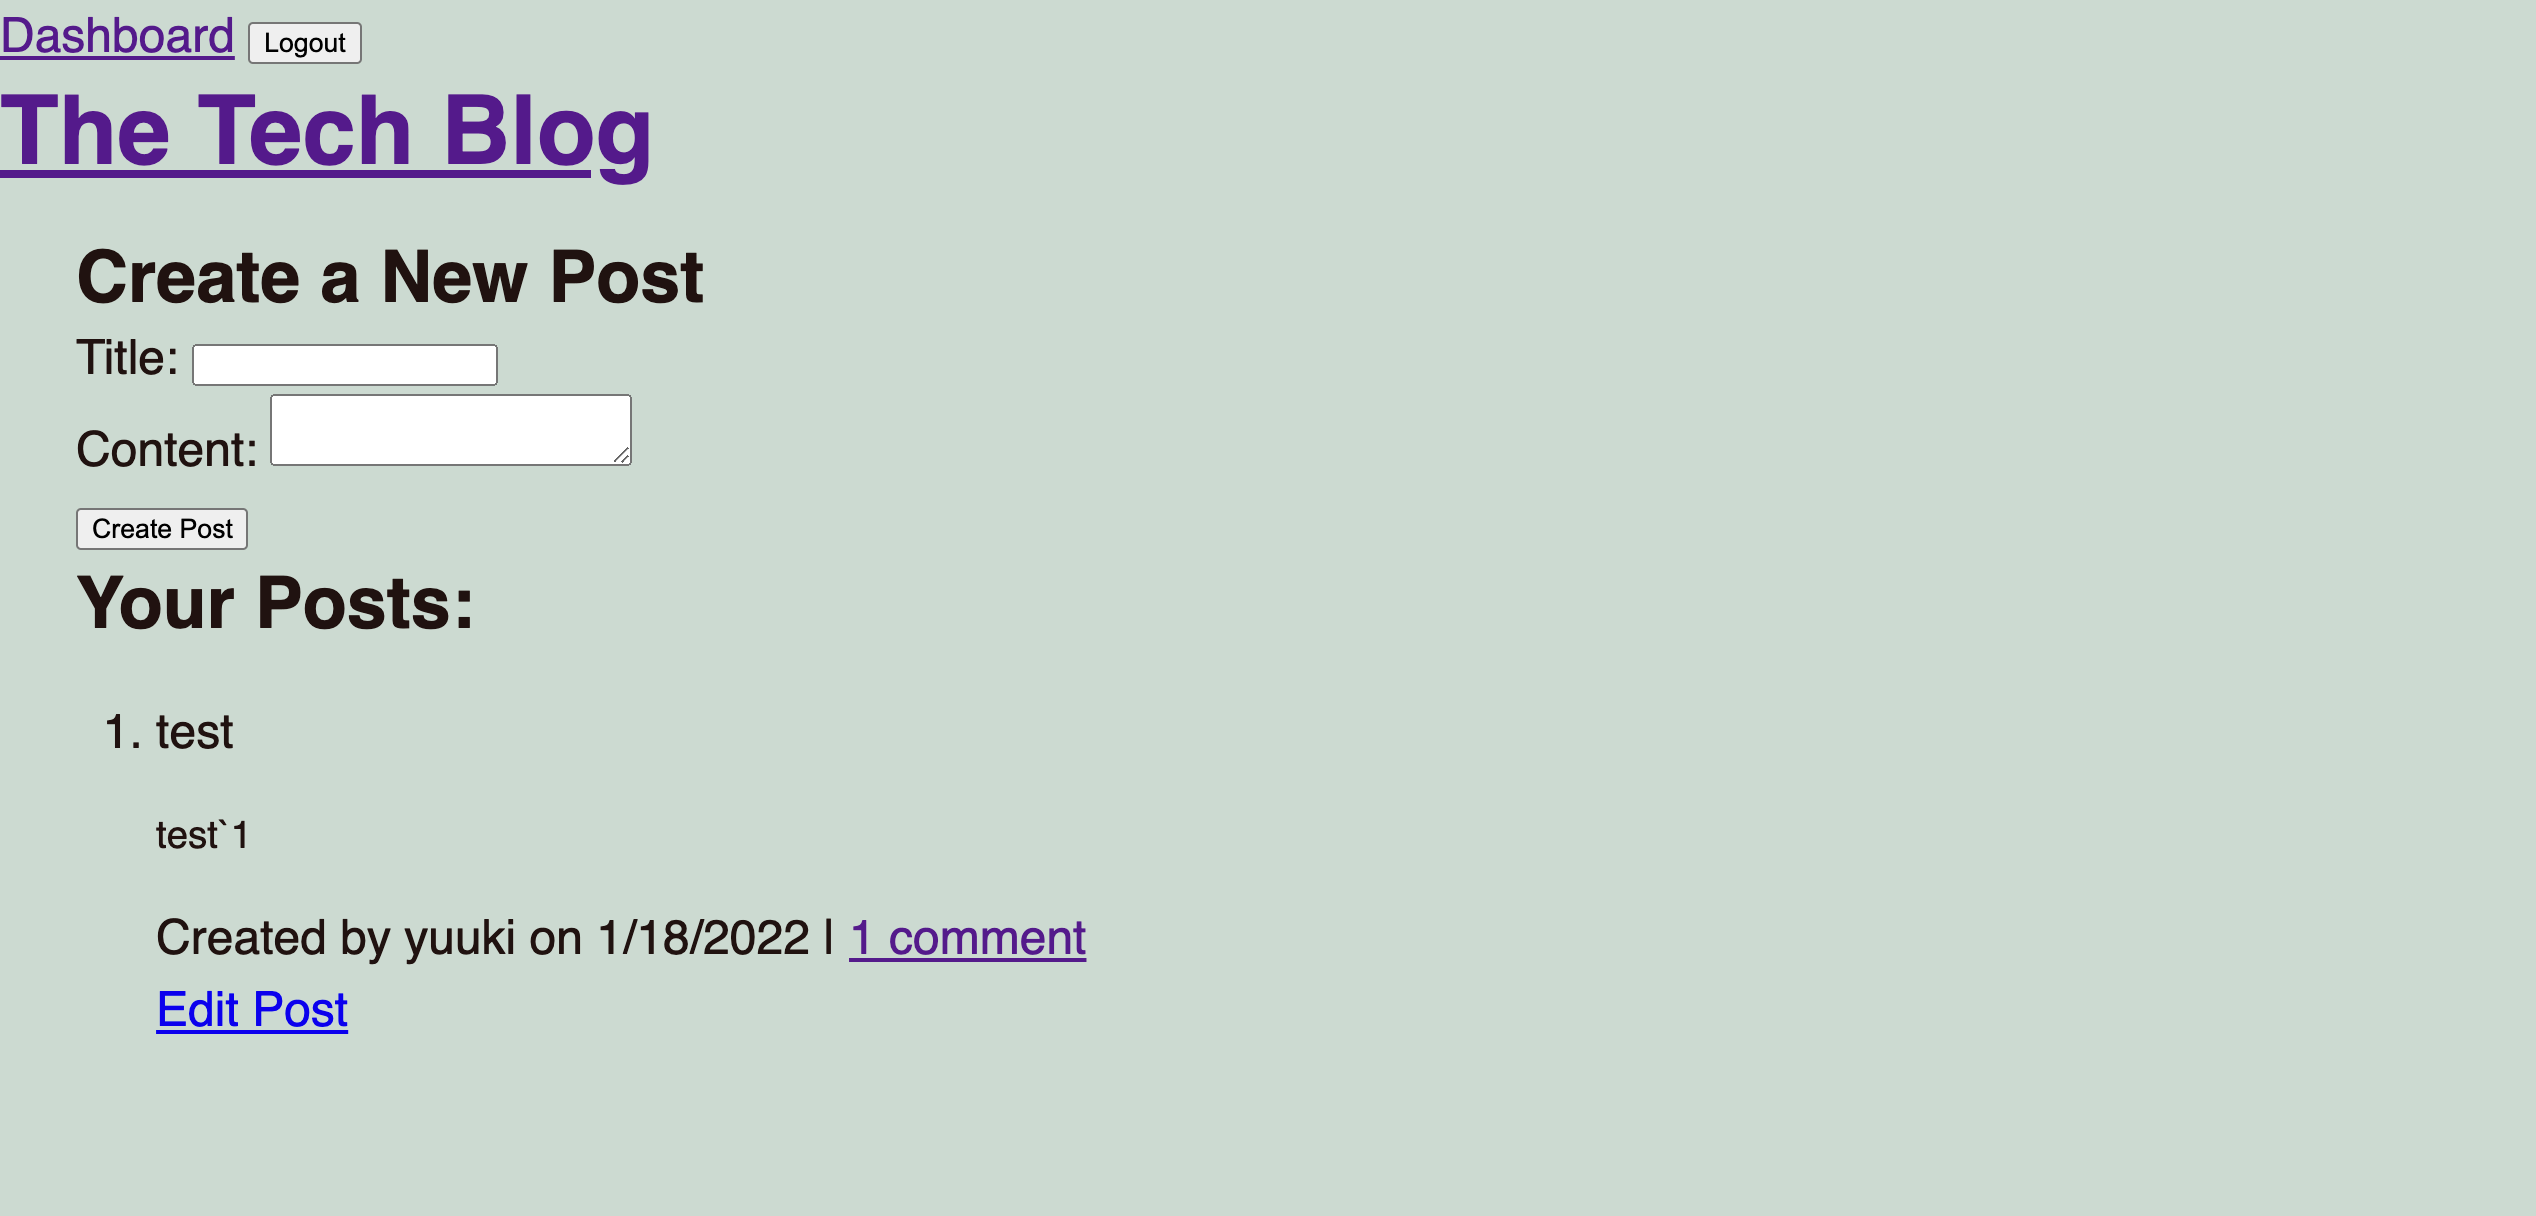 Dashboard Logout
The Tech Blog
Create a New Post
Title:
Content:
Create Post
Your Posts:
1. test
test`1
Created by yuuki on 1/18/2022 | 1 comment
Edit Post